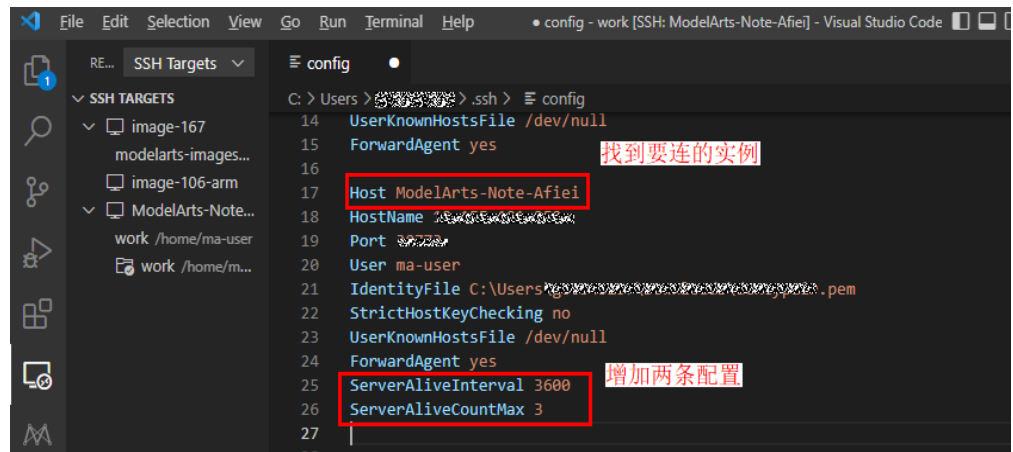 File Edit Selection View Go Run Terminal Help ● config - work [SSH: ModelArts-Note-Afiei] - Visual Studio Code
RE... SSH Targets
config ●
SSH TARGETS
image-167
modelarts-images...
image-106-arm
ModelArts-Note...
work /home/ma-user
work /home/m...
1
C: > Users > > .ssh > config
14 UserKnownHostsFile /dev/null
15 ForwardAgent yes
找到要连的实例
16
17 Host ModelArts-Note-Afiei
18 HostName
19 Port
20 User ma-user
21 IdentityFile C:\Users .pem
22 StrictHostKeyChecking no
23 UserKnownHostsFile /dev/null
24 ForwardAgent yes
增加两条配置
25 ServerAliveInterval 3600
26 ServerAliveCountMax 3
27